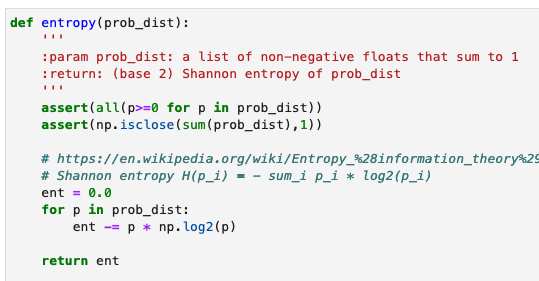 def entropy(prob_dist):
    '''
    :param prob_dist: a list of non-negative floats that sum to 1
    :return: (base 2) Shannon entropy of prob_dist
    '''
    assert(all(p>=0 for p in prob_dist))
    assert(np.isclose(sum(prob_dist),1))
    # https://en.wikipedia.org/wiki/Entropy_%28information_theory%29
    # Shannon entropy H(p_i) = - sum_i p_i * log2(p_i)
    ent = 0.0
    for p in prob_dist:
        ent -= p * np.log2(p)
    return ent